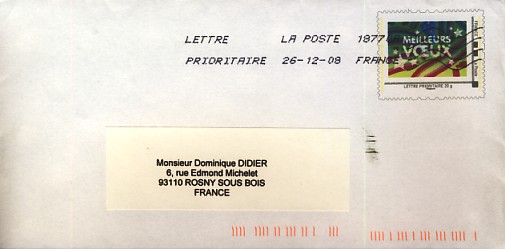 LETTRE LA POSTE 18774
PRIORITAIRE 26-12-08 FRANCE
MEILLEURS
VŒUX
LETTRE PRIORITAIRE 20 g
Monsieur Dominique DIDIER
6, rue Edmond Michelet
93110 ROSNY SOUS BOIS
FRANCE